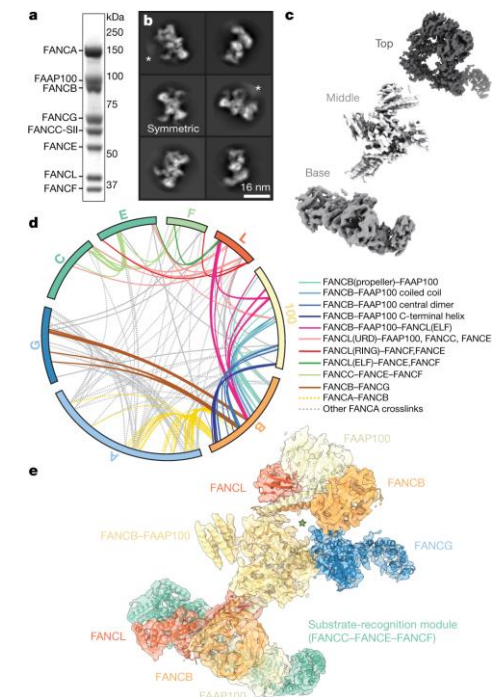 a
kDa
250
FANCA
150
FAAP100
100
FANCB
75
FANCG
FANCC-SII
FANCE
50
FANCL
FANCF
37
b
*
*
Symmetric
16 nm
c
Top
Middle
Base
d
E
F
L
C
100
G
B
A
FANCB(propeller)–FAAP100
FANCB–FAAP100 coiled coil
FANCB–FAAP100 central dimer
FANCB–FAAP100 C-terminal helix
FANCB–FAAP100–FANCL(ELF)
FANCL(URD)–FAAP100, FANCC, FANCE
FANCL(RING)–FANCF,FANCE
FANCL(ELF)–FANCE,FANCF
FANCC–FANCE–FANCF
FANCB–FANCG
FANCA–FANCB
Other FANCA crosslinks
e
FAAP100
FANCL
FANCB
FANCB–FAAP100
FANCG
Substrate-recognition module
(FANCC–FANCE–FANCF)
FANCL
FANCB
FAAP100